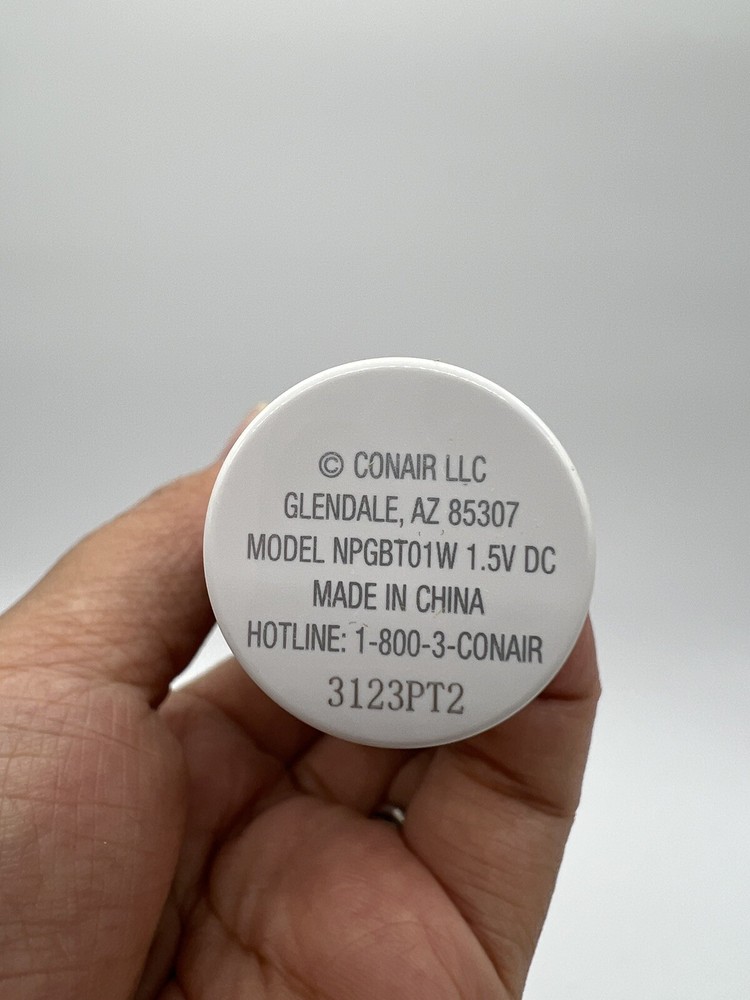 © CONAIR LLC
GLENDALE, AZ 85307
MODEL NPGBT01W 1.5V DC
MADE IN CHINA
HOTLINE: 1-800-3-CONAIR
3123PT2